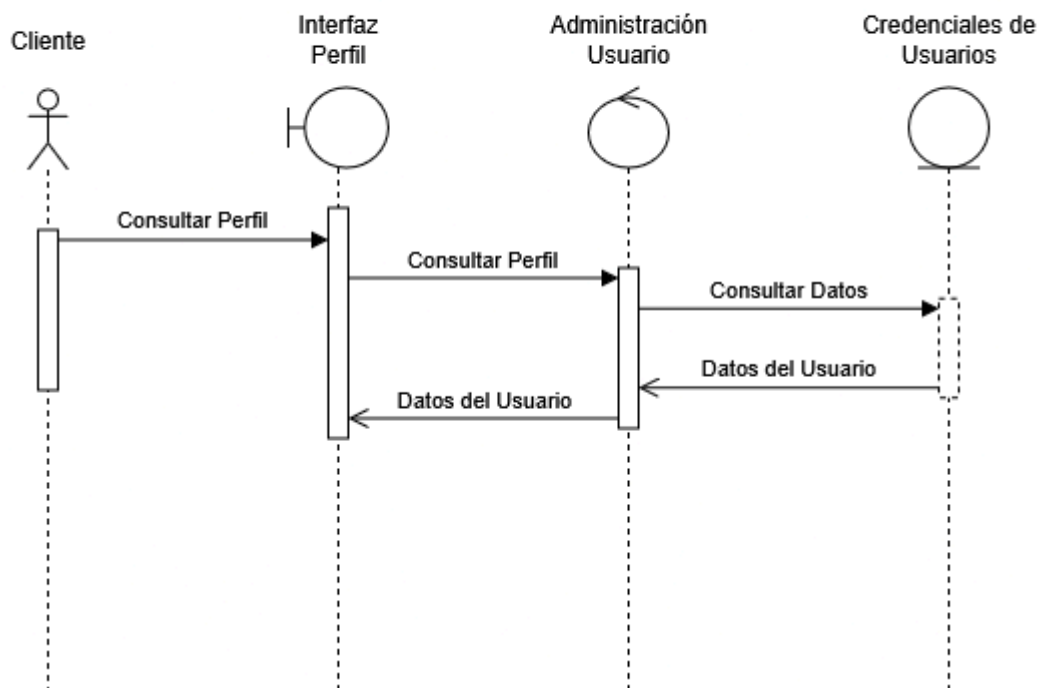 Cliente
Interfaz
Perfil
Administración
Usuario
Credenciales de
Usuarios
Consultar Perfil
Consultar Perfil
Consultar Datos
Datos del Usuario
Datos del Usuario